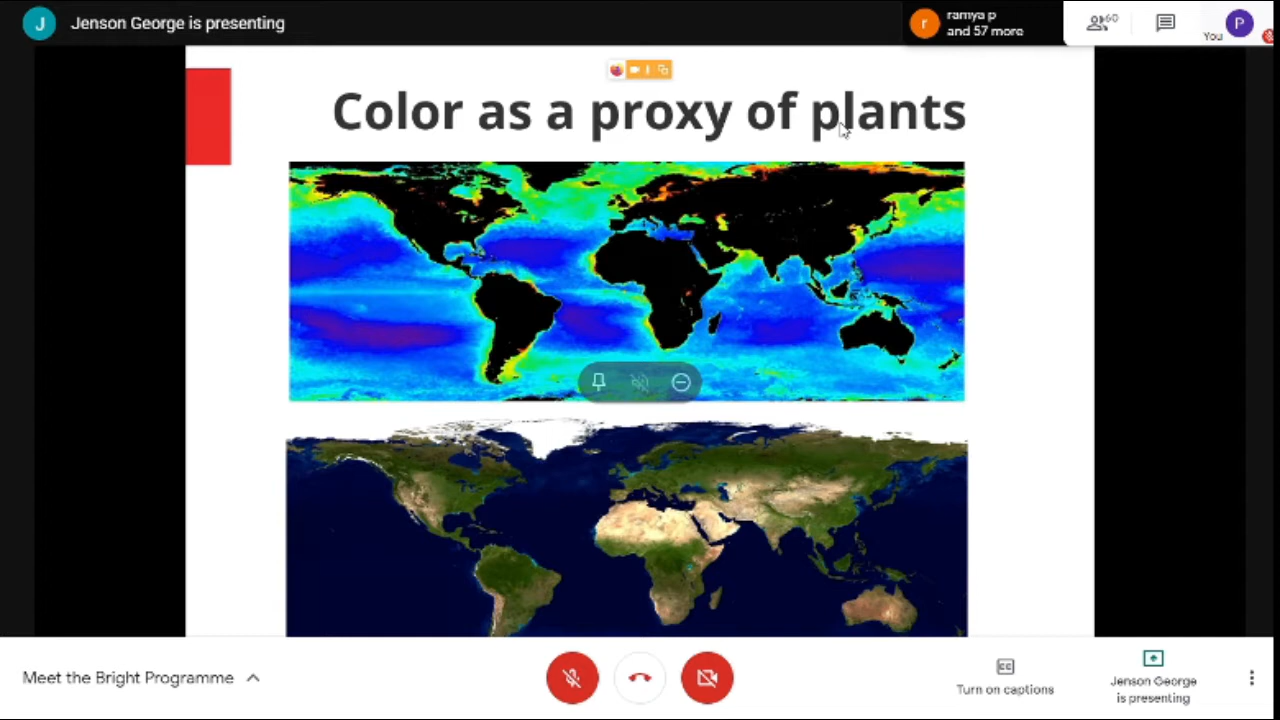 J
Jenson George is presenting
r
ramya p
and 57 more
60
You
P
Color as a proxy of plants
Meet the Bright Programme
CC
Turn on captions
Jenson George
is presenting